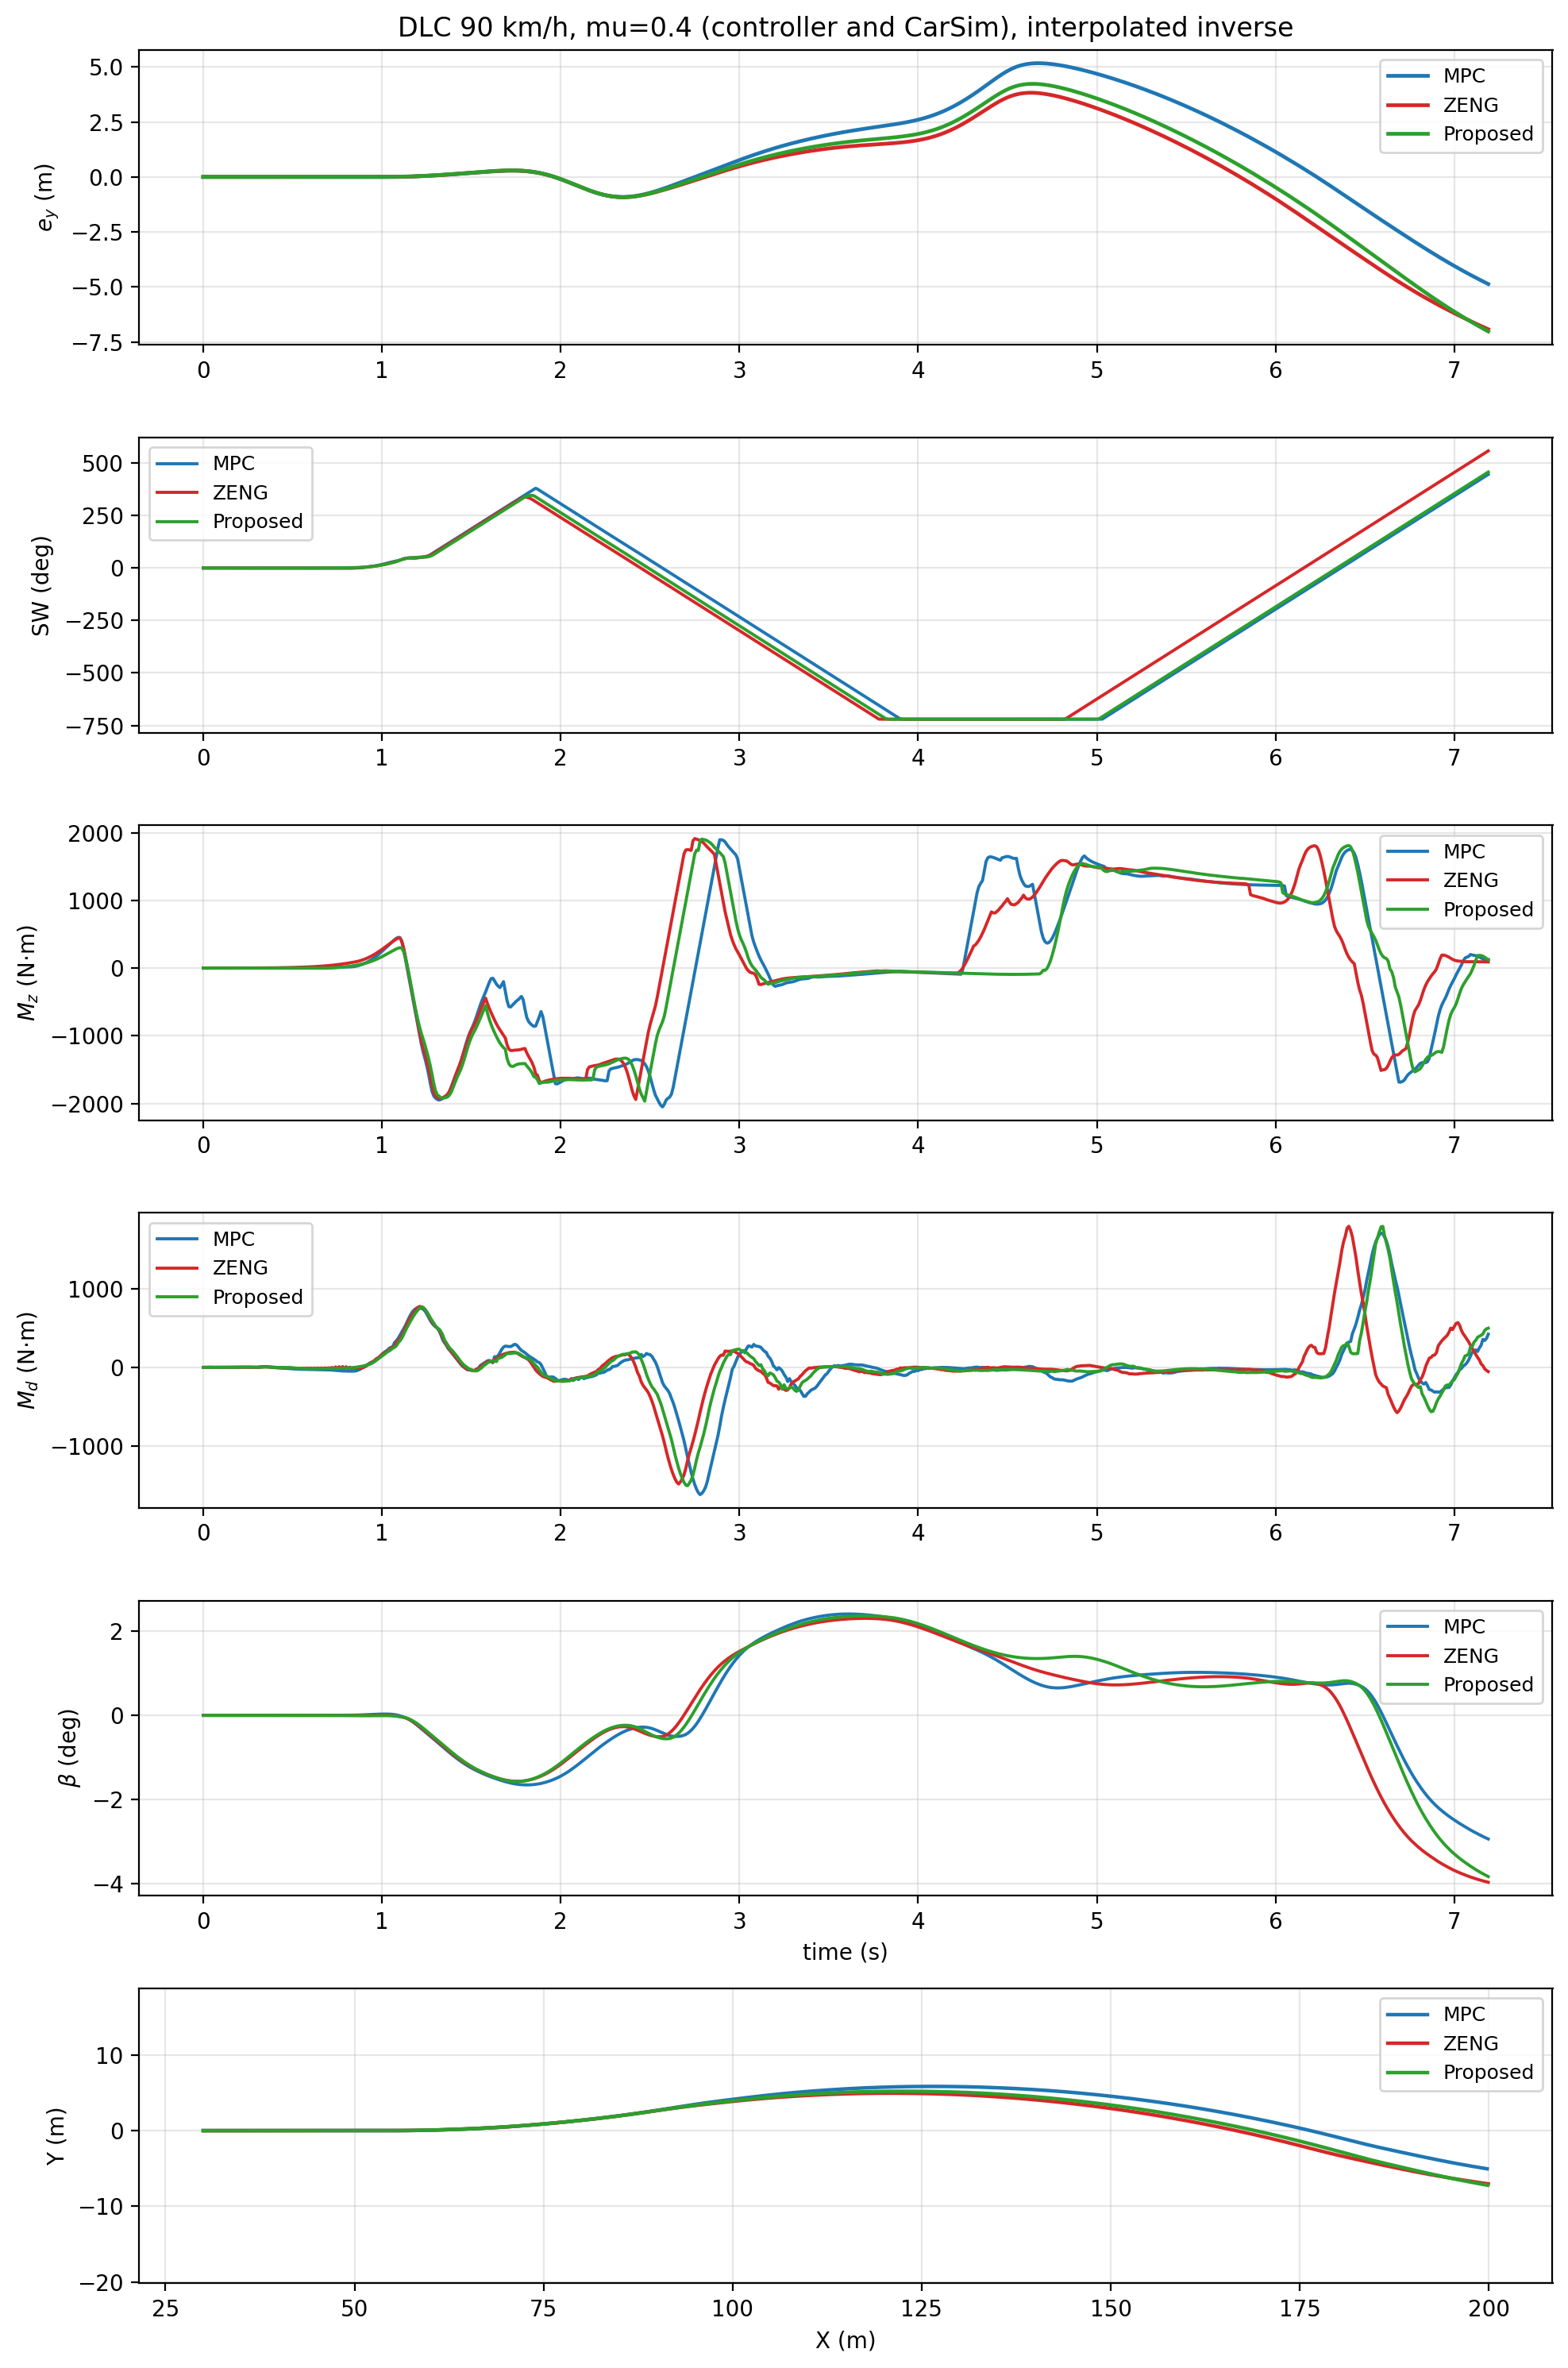 DLC 90 km/h, mu=0.4 (controller and CarSim), interpolated inverse
5.0
2.5
0.0
−2.5
−5.0
−7.5
e_y (m)
MPC
ZENG
Proposed
0 1 2 3 4 5 6 7
500
250
0
−250
−500
−750
SW (deg)
MPC
ZENG
Proposed
0 1 2 3 4 5 6 7
2000
1000
0
−1000
−2000
M_z (N·m)
MPC
ZENG
Proposed
0 1 2 3 4 5 6 7
1000
0
−1000
M_d (N·m)
MPC
ZENG
Proposed
0 1 2 3 4 5 6 7
2
0
−2
−4
β (deg)
MPC
ZENG
Proposed
0 1 2 3 4 5 6 7
time (s)
10
0
−10
−20
Y (m)
MPC
ZENG
Proposed
25 50 75 100 125 150 175 200
X (m)